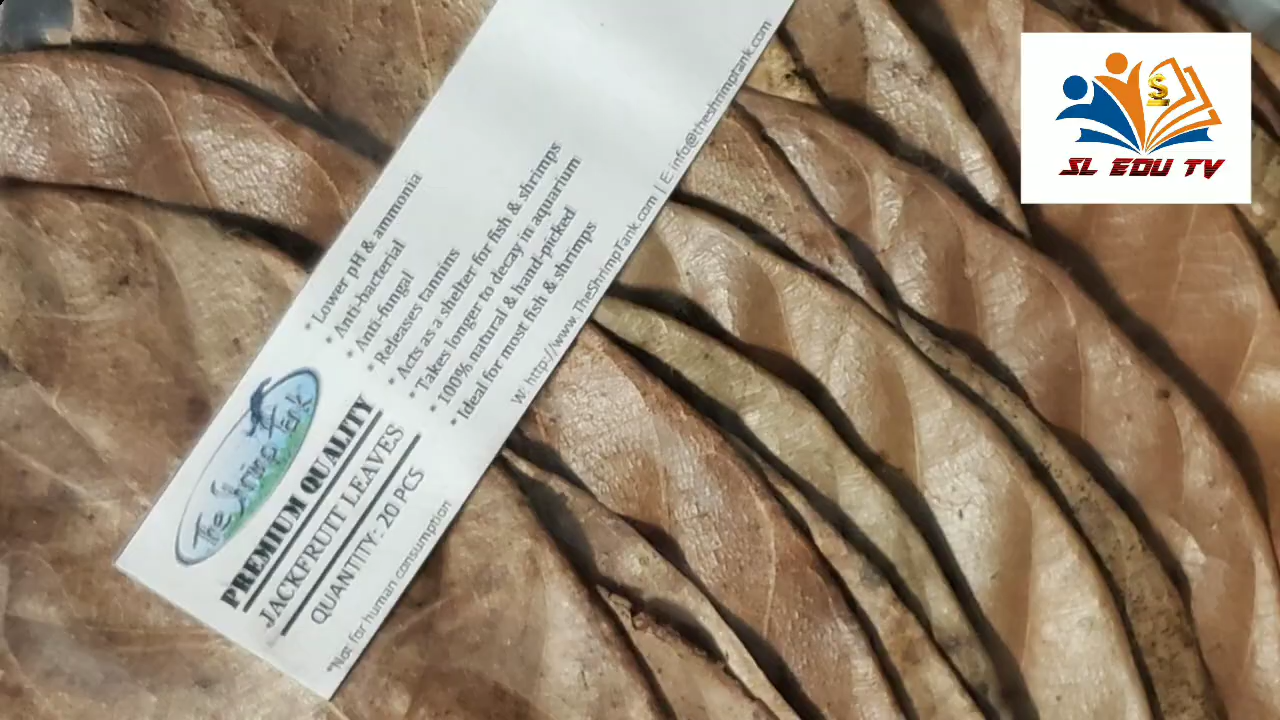 SL EDU TV
The Shrimp Tank
PREMIUM QUALITY
JACKFRUIT LEAVES
QUANTITY: 20 PCS
*Not for human consumption
* Lower pH & ammonia
* Anti-bacterial
* Anti-fungal
* Releases tannins
* Acts as a shelter for fish & shrimps
* Takes longer to decay in aquarium
* 100% natural & hand-picked
* Ideal for most fish & shrimps
W: http://www.TheShrimpTank.com | E: info@theshrimptank.com